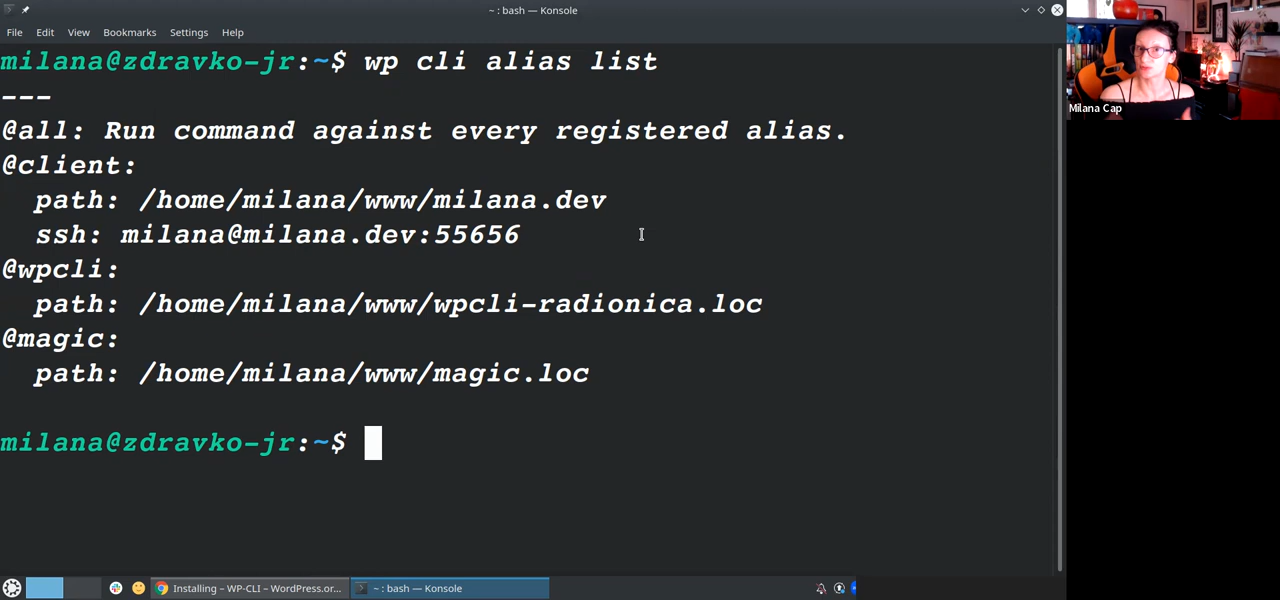 ~ : bash — Konsole
File Edit View Bookmarks Settings Help
milana@zdravko-jr:~$ wp cli alias list
---
@all: Run command against every registered alias.
@client:
path: /home/milana/www/milana.dev
ssh: milana@milana.dev:55656
@wpcli:
path: /home/milana/www/wpcli-radionica.loc
@magic:
path: /home/milana/www/magic.loc
milana@zdravko-jr:~$
Milana Cap
Installing – WP-CLI – WordPress.or...
~ : bash — Konsole